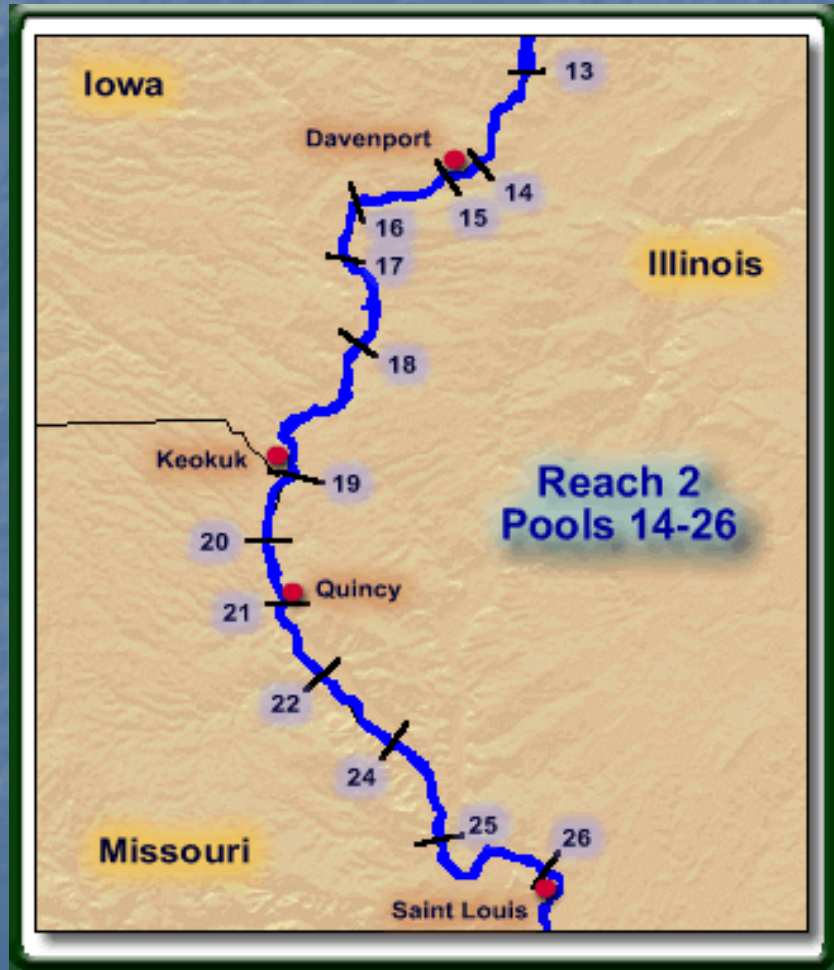 Iowa
13
Davenport
14
15
16
17
Illinois
18
Keokuk
19
Reach 2
Pools 14-26
20
Quincy
21
22
24
25
26
Missouri
Saint Louis